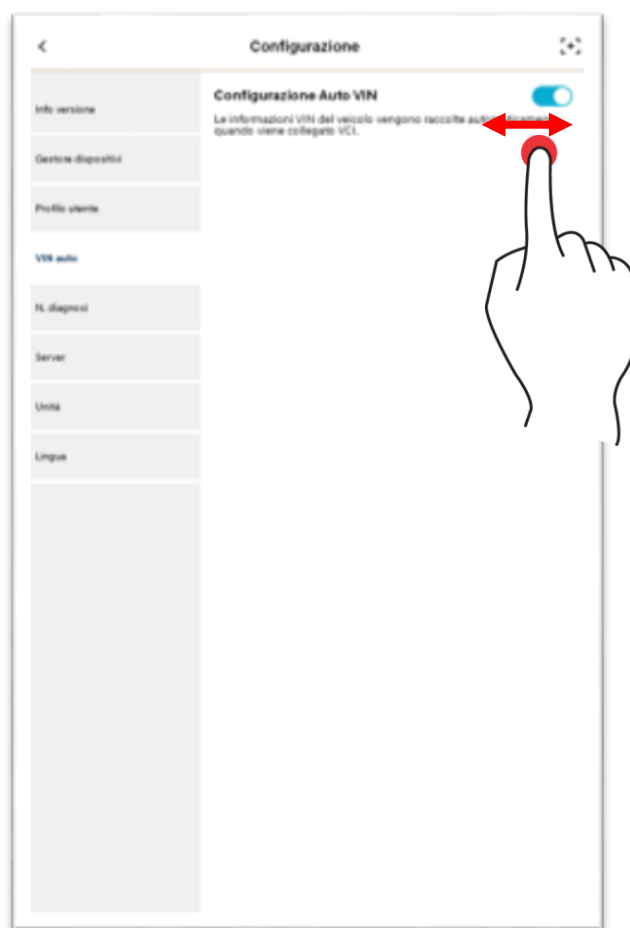 Configurazione
Info versione
Configurazione Auto VIN
Le informazioni VIN del veicolo vengono raccolte
quando viene collegato VCI.
Gestore dispositivi
Profilo utente
VIN auto
N. diagnosi
Server
Unità
Lingua